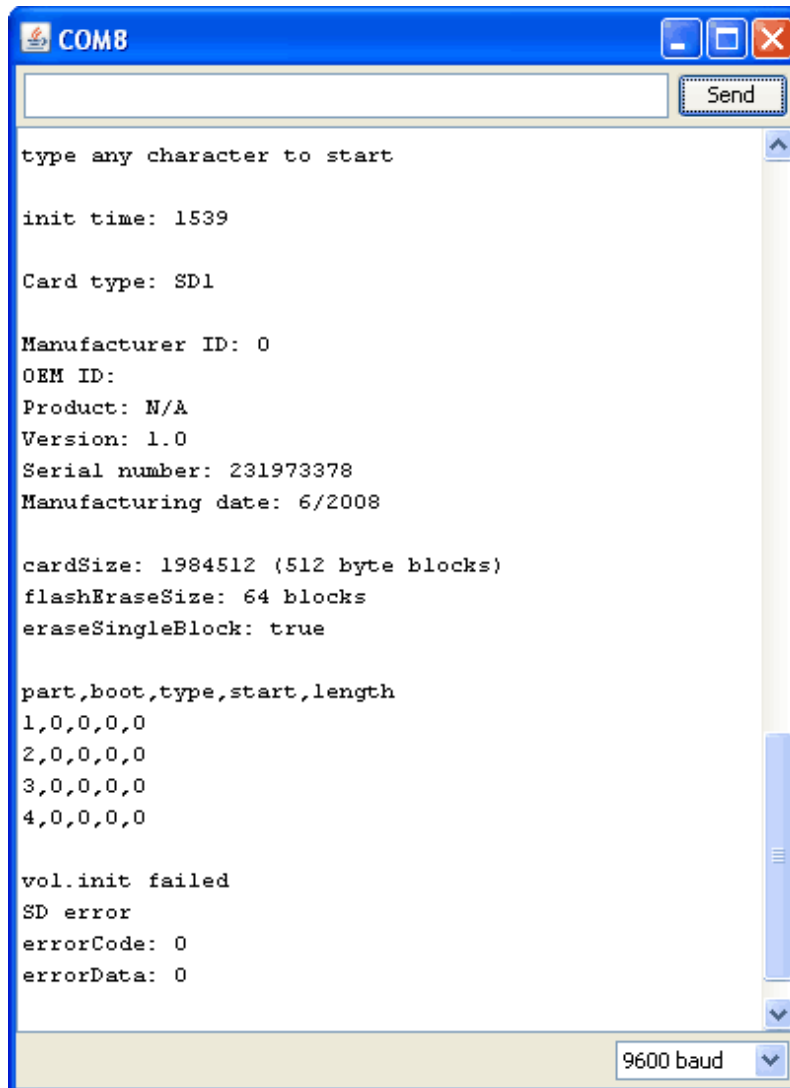 COM8
Send
type any character to start
init time: 1539
Card type: SD1
Manufacturer ID: 0
OEM ID:
Product: N/A
Version: 1.0
Serial number: 231973378
Manufacturing date: 6/2008
cardSize: 1984512 (512 byte blocks)
flashEraseSize: 64 blocks
eraseSingleBlock: true
part,boot,type,start,length
1,0,0,0,0
2,0,0,0,0
3,0,0,0,0
4,0,0,0,0
vol.init failed
SD error
errorCode: 0
errorData: 0
9600 baud